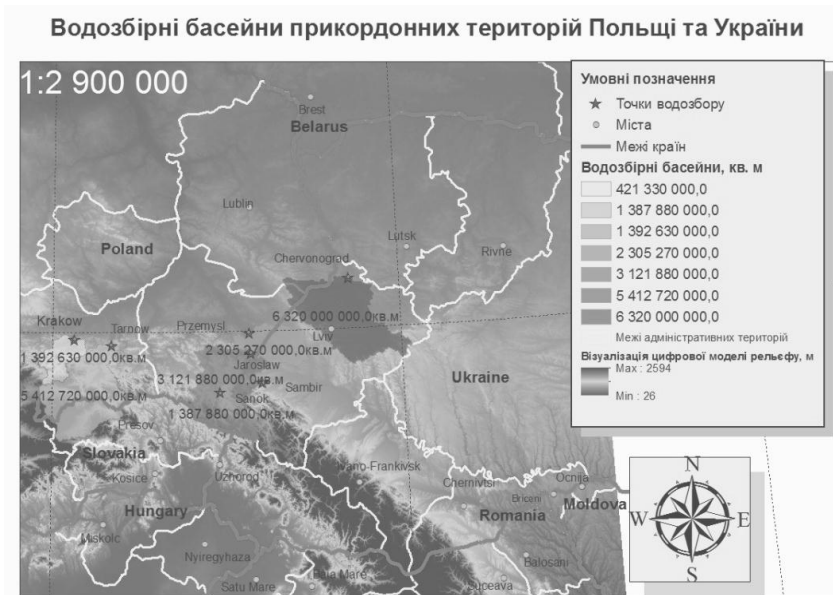 Водозбірні басейни прикордонних територій Польщі та України
1:2 900 000
Умовні позначення
Точки водозбору
Міста
Межі країн
Водозбірні басейни, кв. м
421 330 000,0
1 387 880 000,0
1 392 630 000,0
2 305 270 000,0
3 121 880 000,0
5 412 720 000,0
6 320 000 000,0
Межі адміністративних територій
Візуалізація цифрової моделі рельєфу, м
Max : 2594
Min : 26
Brest
Belarus
Lublin
Lutsk
Rivne
Poland
Chervonograd
6 320 000 000,0кв.м
Krakow
Tarnow
Przemysl
Lviv
1 392 630 000,0кв.м
2 305 270 000,0кв.м
Jaroslaw
3 121 880 000,0кв.м
Sambir
Ukraine
5 412 720 000,0кв.м
Sanok
1 387 880 000,0кв.м
Presov
Slovakia
Kosice
Uzhorod
Ivano-Frankivsk
Chernivtsi
Ocnija
Briceni
Moldova
Hungary
Romania
Miskolc
Nyiregyhaza
Balosani
Satu Mare
Baia Mare
Suceava
N
W
E
S